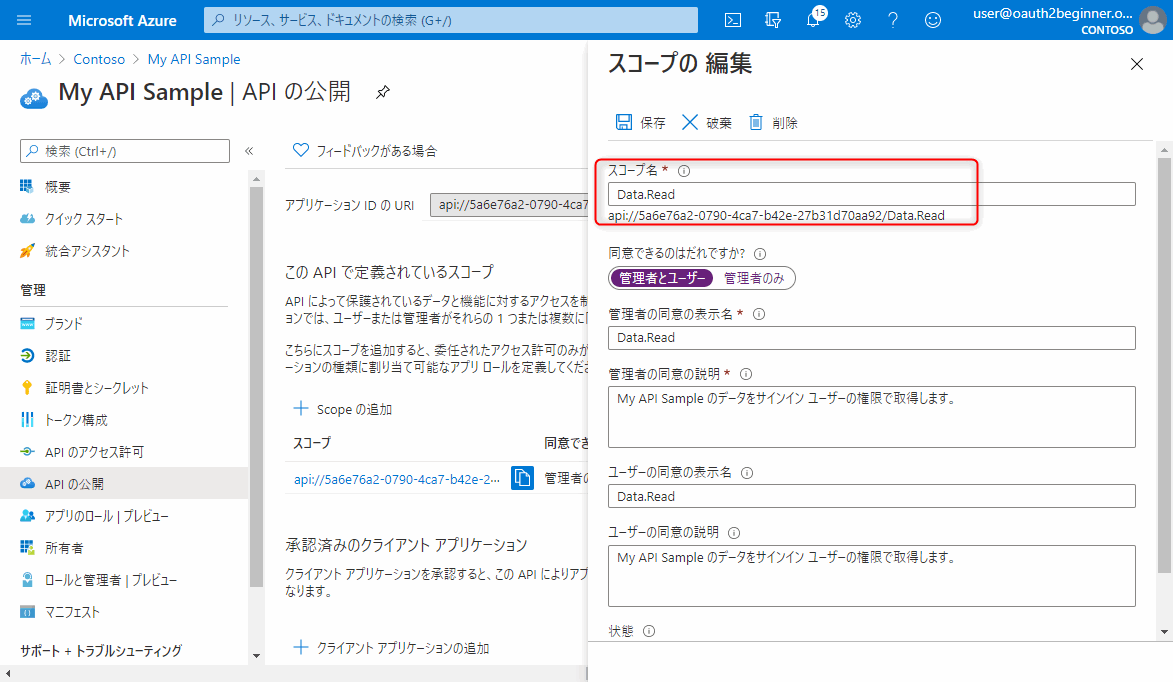 Microsoft Azure
リソース、サービス、ドキュメントの検索 (G+/)
15
user@oauth2beginner.o...
CONTOSO
ホーム > Contoso > My API Sample
My API Sample | API の公開
検索 (Ctrl+/)
概要
クイック スタート
統合アシスタント
管理
ブランド
認証
証明書とシークレット
トークン構成
API のアクセス許可
API の公開
アプリのロール | プレビュー
所有者
ロールと管理者 | プレビュー
マニフェスト
サポート + トラブルシューティング
フィードバックがある場合
アプリケーション ID の URI
api://5a6e76a2-0790-4ca7
この API で定義されているスコープ
API によって保護されているデータと機能に対するアクセスを制
ョンでは、ユーザーまたは管理者がそれらの 1 つまたは複数に
こちらにスコープを追加すると、委任されたアクセス許可のみが
ーションの種類に割り当て可能なアプリ ロールを定義してくださ
Scope の追加
スコープ
同意でき
api://5a6e76a2-0790-4ca7-b42e-2...
管理者の
承認済みのクライアント アプリケーション
クライアント アプリケーションを承認すると、この API によりアプ
なります。
クライアント アプリケーションの追加
スコープの 編集
保存
破棄
削除
スコープ名 *
Data.Read
api://5a6e76a2-0790-4ca7-b42e-27b31d70aa92/Data.Read
同意できるのはだれですか?
管理者とユーザー
管理者のみ
管理者の同意の表示名 *
Data.Read
管理者の同意の説明 *
My API Sample のデータをサインイン ユーザーの権限で取得します。
ユーザーの同意の表示名
Data.Read
ユーザーの同意の説明
My API Sample のデータをサインイン ユーザーの権限で取得します。
状態